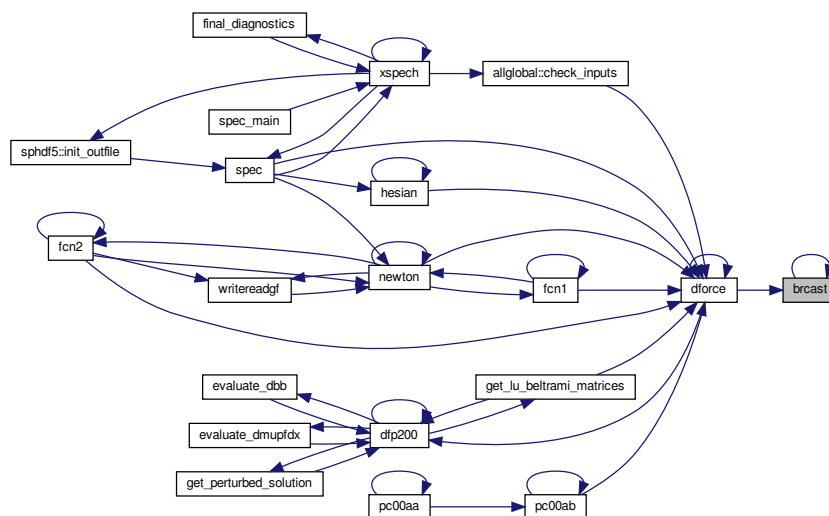 final_diagnostics
xspech
allglobal::check_inputs
spec_main
sphdf5::init_outfile
spec
hesian
fcn2
newton
writereadgf
fcn1
dforce
brcast
evaluate_dbb
get_lu_beltrami_matrices
evaluate_dmupfdx
dfp200
get_perturbed_solution
pc00aa
pc00ab